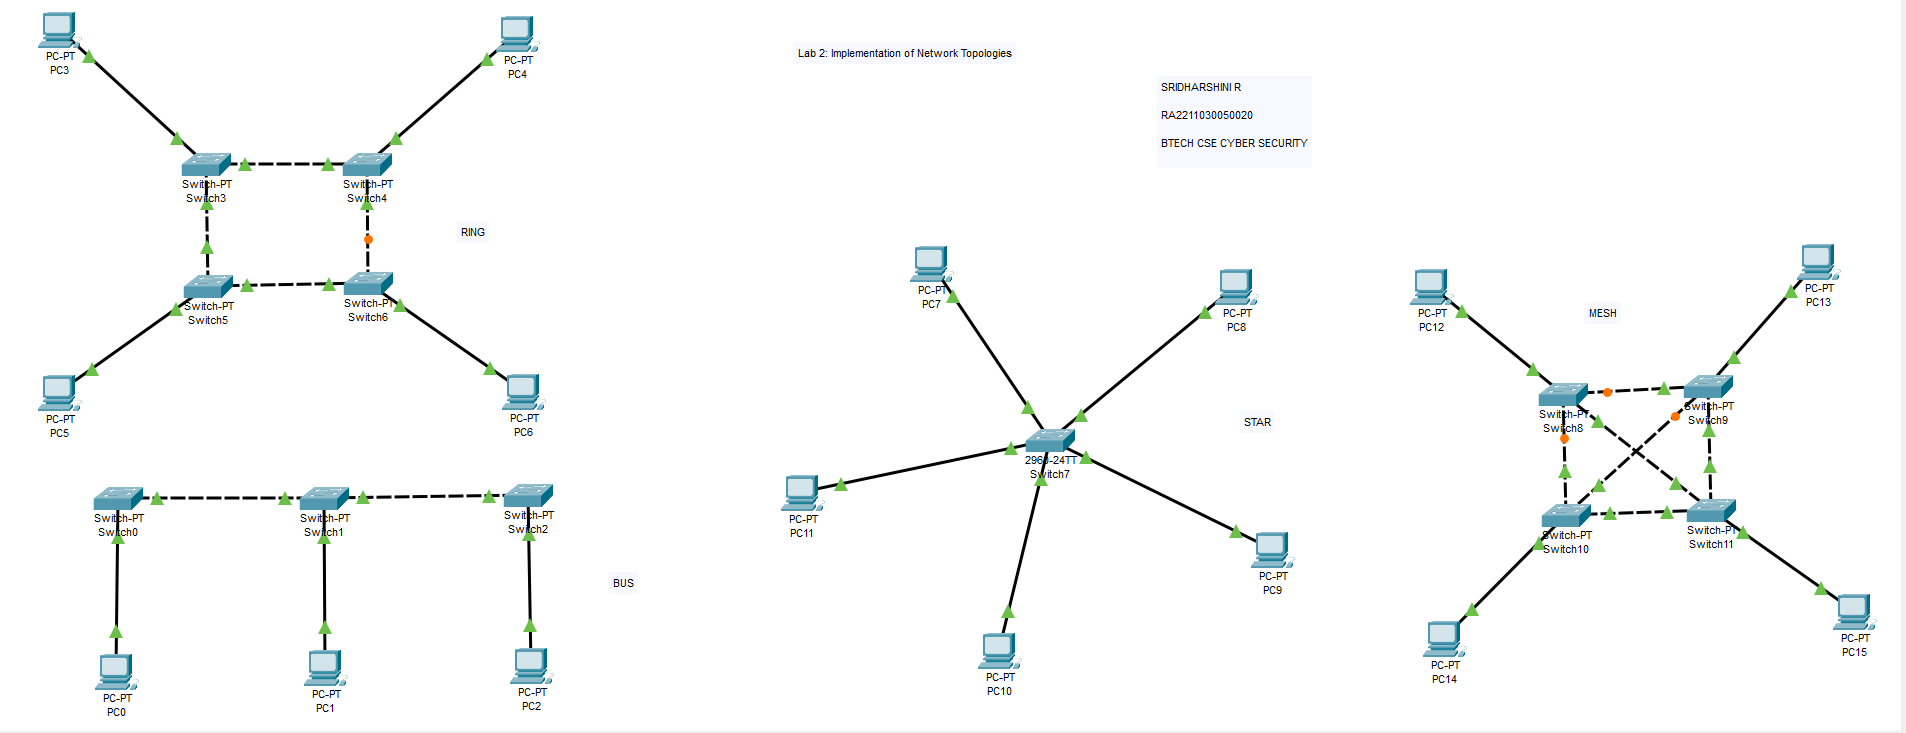 Lab 2: Implementation of Network Topologies
SRIDHARSHINI R
RA2211030050020
BTECH CSE CYBER SECURITY
PC-PT
PC3
PC-PT
PC4
Switch-PT
Switch3
Switch-PT
Switch4
RING
Switch-PT
Switch5
Switch-PT
Switch6
PC-PT
PC5
PC-PT
PC6
Switch-PT
Switch0
Switch-PT
Switch1
Switch-PT
Switch2
BUS
PC-PT
PC0
PC-PT
PC1
PC-PT
PC2
PC-PT
PC7
PC-PT
PC8
STAR
2960-24TT
Switch7
PC-PT
PC11
PC-PT
PC9
PC-PT
PC10
PC-PT
PC12
MESH
PC-PT
PC13
Switch-PT
Switch8
Switch-PT
Switch9
Switch-PT
Switch10
Switch-PT
Switch11
PC-PT
PC14
PC-PT
PC15